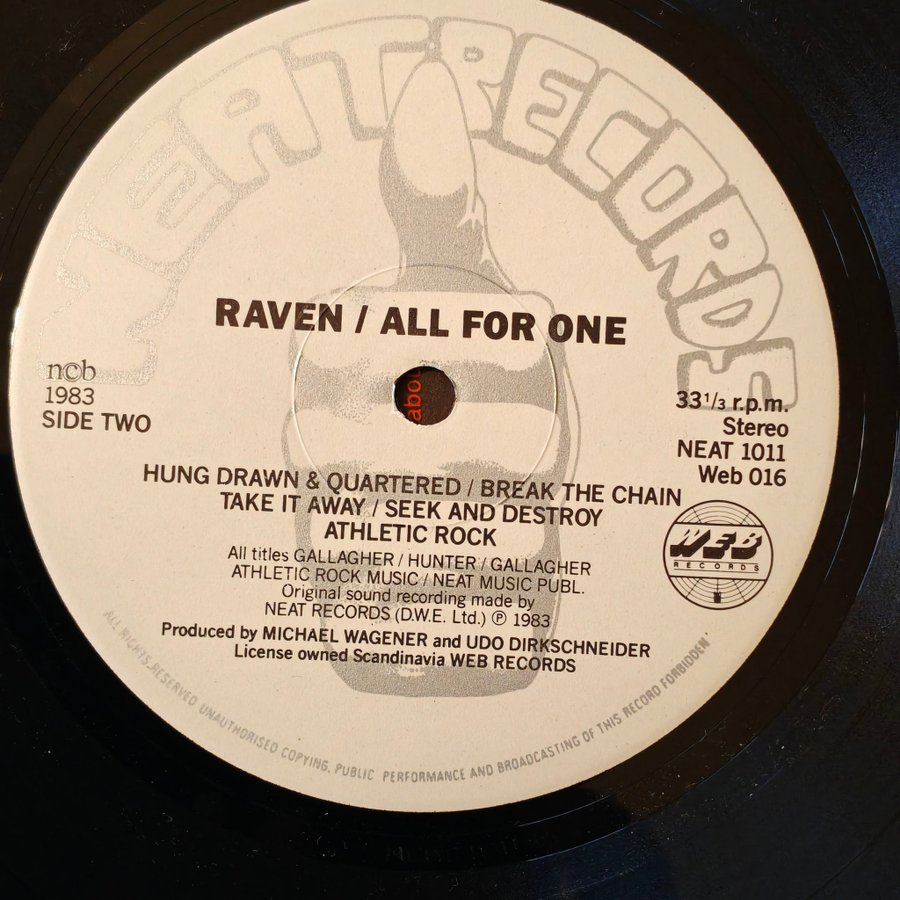 NEAT RECORDS
RAVEN / ALL FOR ONE
n©b
1983
SIDE TWO
33 1/3 r.p.m.
Stereo
NEAT 1011
Web 016
abo
HUNG DRAWN & QUARTERED / BREAK THE CHAIN
TAKE IT AWAY / SEEK AND DESTROY
ATHLETIC ROCK
WEB
RECORDS
All titles GALLAGHER / HUNTER / GALLAGHER
ATHLETIC ROCK MUSIC / NEAT MUSIC PUBL.
Original sound recording made by
NEAT RECORDS (D.W.E. Ltd.) ℗ 1983
Produced by MICHAEL WAGENER and UDO DIRKSCHNEIDER
License owned Scandinavia WEB RECORDS
ALL RIGHTS RESERVED UNAUTHORISED COPYING, PUBLIC PERFORMANCE AND BROADCASTING OF THIS RECORD FORBIDDEN